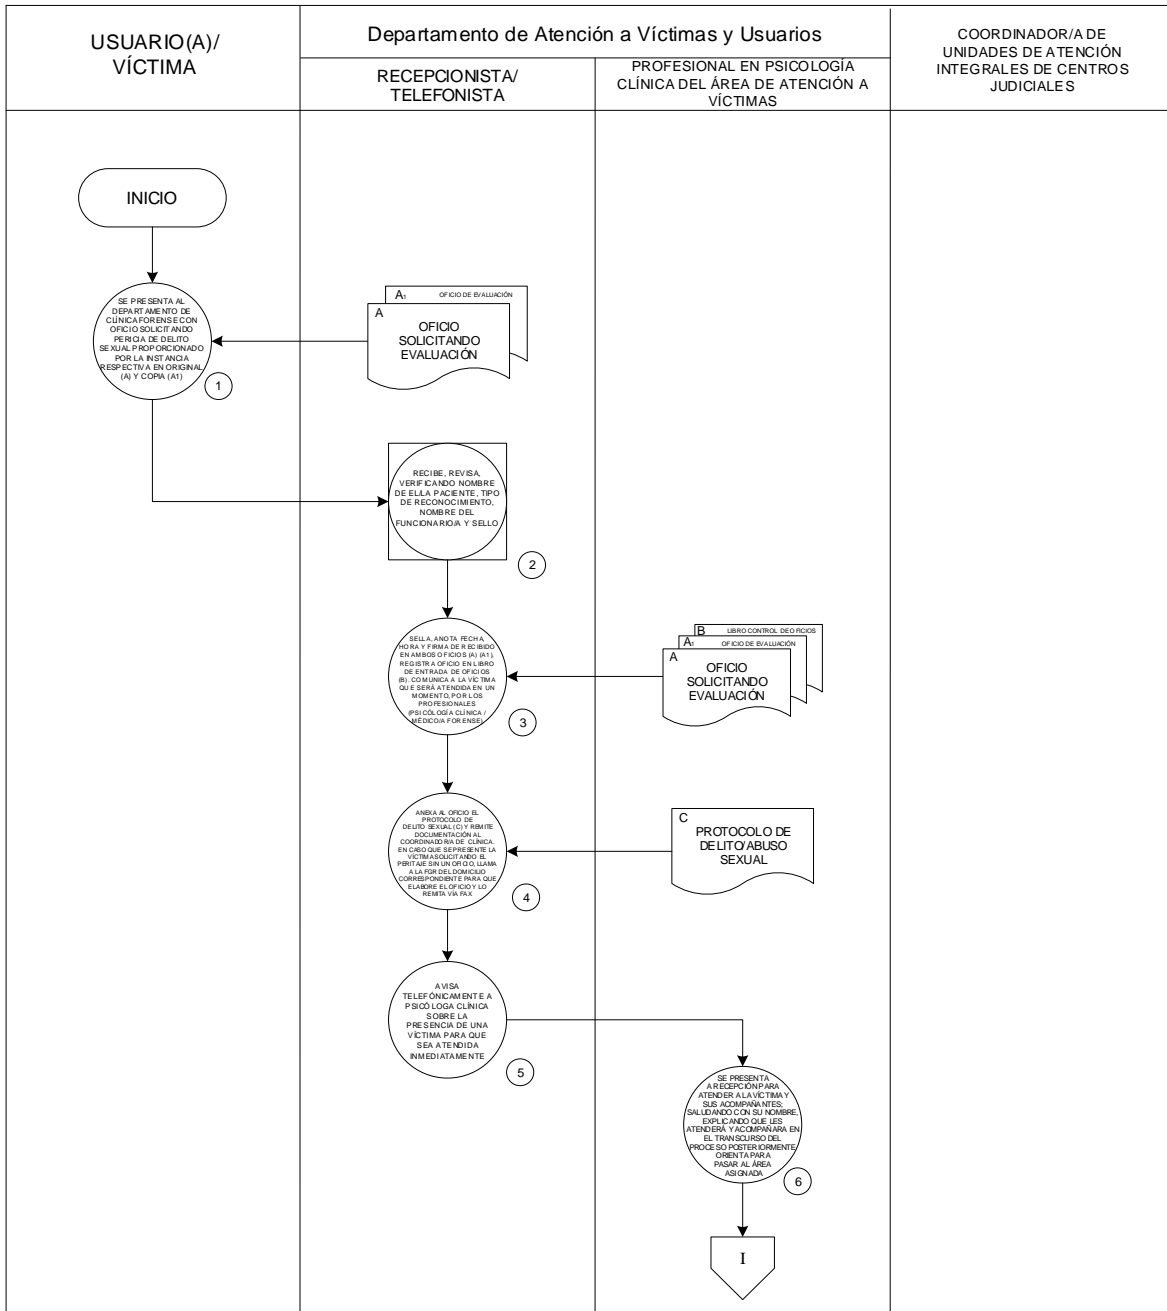 USUARIO(A)/
VÍCTIMA
Departamento de Atención a Víctimas y Usuarios
RECEPCIONISTA/
TELEFONISTA
PROFESIONAL EN PSICOLOGÍA
CLÍNICA DEL ÁREA DE ATENCIÓN A
VÍCTIMAS
COORDINADOR/A DE
UNIDADES DE ATENCIÓN
INTEGRALES DE CENTROS
JUDICIALES
INICIO
SE PRESENTA AL
DEPARTAMENTO DE
CLÍNICA FORENSE CON
OFICIO SOLICITANDO
PERICIA DE DELITO
SEXUAL PROPORCIONADO
POR LA INSTANCIA
RESPECTIVA EN ORIGINAL
(A) Y COPIA (A1)
1
A1 OFICIO DE EVALUACIÓN
A
OFICIO
SOLICITANDO
EVALUACIÓN
RECIBE, REVISA,
VERIFICANDO NOMBRE
DE EL/LA PACIENTE, TIPO
DE RECONOCIMIENTO,
NOMBRE DEL
FUNCIONARIO/A Y SELLO
2
SELLA, ANOTA FECHA,
HORA Y FIRMA DE RECIBIDO
EN AMBOS OFICIOS (A) (A1),
REGISTRA OFICIO EN LIBRO
DE ENTRADA DE OFICIOS
(B). COMUNICA A LA VÍCTIMA
QUE SERÁ ATENDIDA EN UN
MOMENTO, POR LOS
PROFESIONALES
(PSICÓLOGÍA CLÍNICA /
MÉDICO/A FORENSE)
3
B LIBRO CONTROL DE OFICIOS
A1 OFICIO DE EVALUACIÓN
A
OFICIO
SOLICITANDO
EVALUACIÓN
ANEXA AL OFICIO EL
PROTOCOLO DE
DELITO SEXUAL (C) Y REMITE
DOCUMENTACIÓN AL
COORDINADOR/A DE CLÍNICA.
EN CASO QUE SE PRESENTE LA
VÍCTIMA SOLICITANDO EL
PERITAJE SIN UN OFICIO, LLAMA
A LA FGR DEL DOMICILIO
CORRESPONDIENTE PARA QUE
ELABORE EL OFICIO Y LO
REMITA VÍA FAX
4
C
PROTOCOLO DE
DELITO/ABUSO
SEXUAL
AVISA
TELEFÓNICAMENTE A
PSICÓLOGA CLÍNICA
SOBRE LA
PRESENCIA DE UNA
VÍCTIMA PARA QUE
SEA ATENDIDA
INMEDIATAMENTE
5
SE PRESENTA
A RECEPCIÓN PARA
ATENDER A LA VÍCTIMA Y
SUS ACOMPAÑANTES;
SALUDANDO CON SU NOMBRE,
EXPLICANDO QUE LES
ATENDERÁ Y ACOMPAÑARA EN
EL TRANSCURSO DEL
PROCESO POSTERIORMENTE
ORIENTA PARA
PASAR AL ÁREA
ASIGNADA
6
I